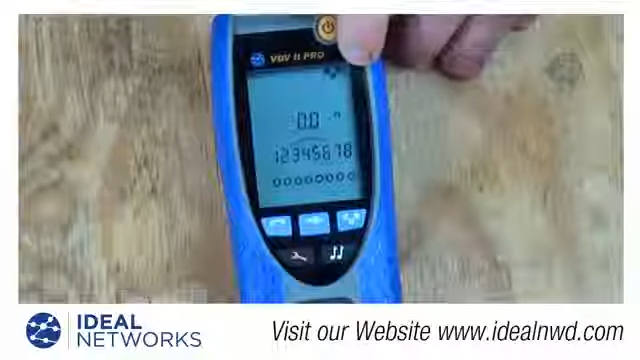 VDV II PRO
0.0 m
12345678
IDEAL
NETWORKS
Visit our Website www.idealnwd.com